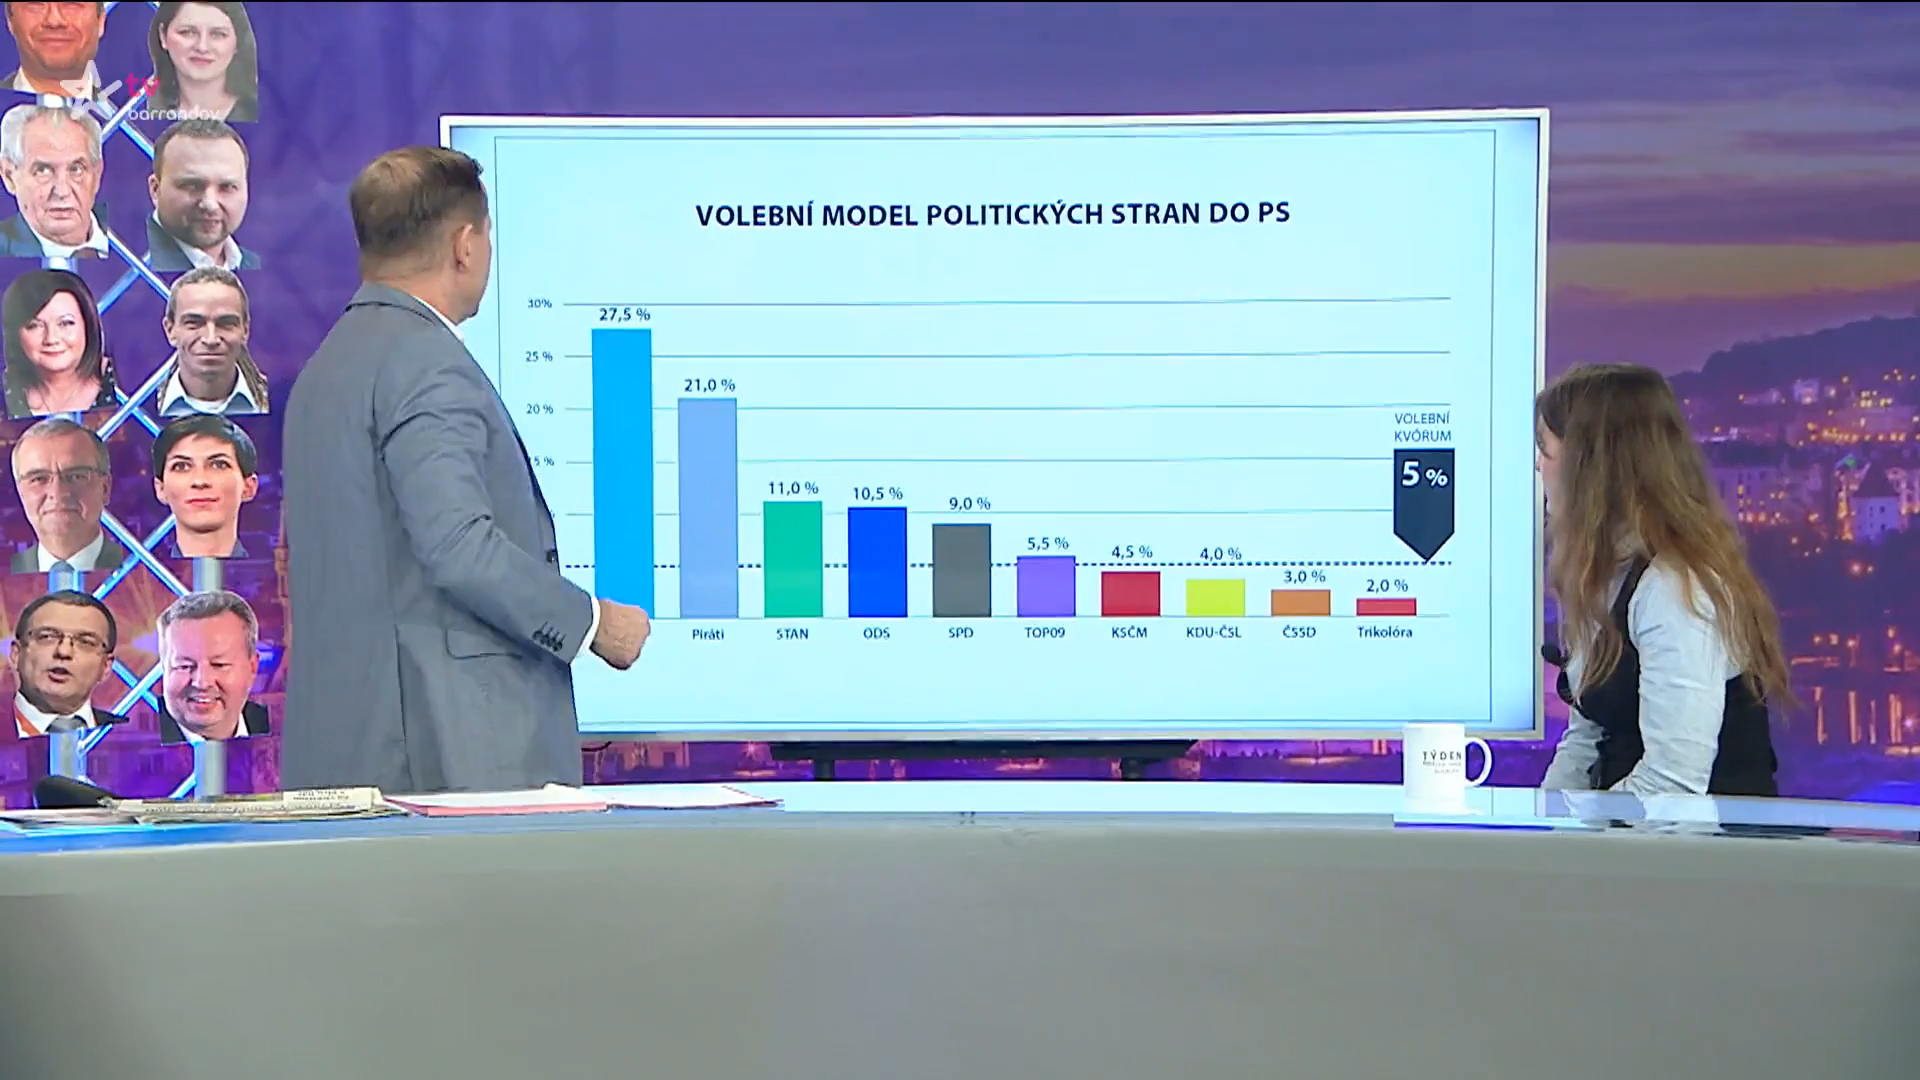 tv
barrandov
VOLEBNÍ MODEL POLITICKÝCH STRAN DO PS
30%
27,5 %
25 %
21,0 %
20 %
VOLEBNÍ
KVÓRUM
5 %
5 %
11,0 %
10,5 %
9,0 %
5,5 %
4,5 %
4,0 %
3,0 %
2,0 %
Piráti
STAN
ODS
SPD
TOP09
KSČM
KDU-ČSL
ČSSD
Trikolóra
TÝDEN